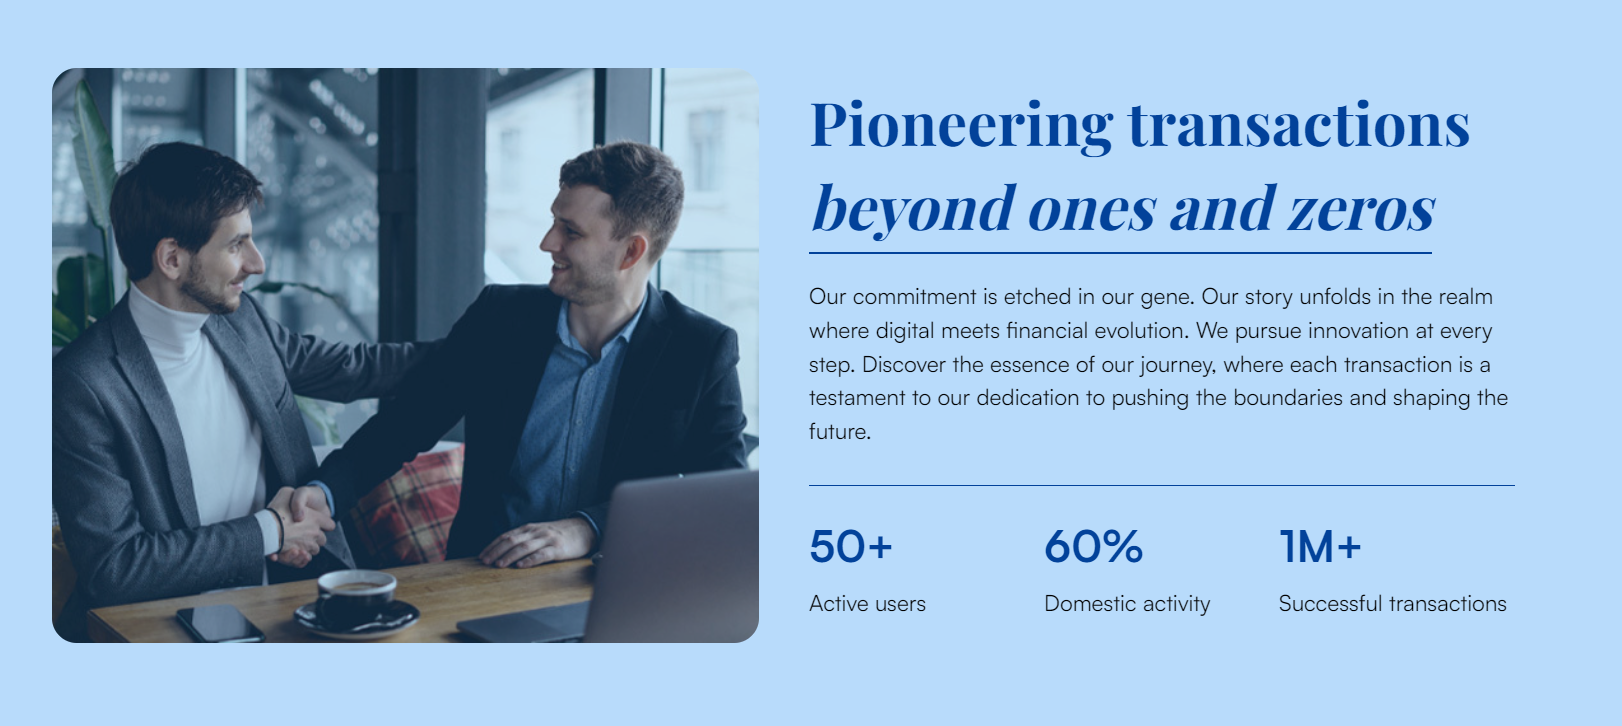 Pioneering transactions
beyond ones and zeros
Our commitment is etched in our gene. Our story unfolds in the realm
where digital meets financial evolution. We pursue innovation at every
step. Discover the essence of our journey, where each transaction is a
testament to our dedication to pushing the boundaries and shaping the
future.
50+ 60% 1M+
Active users Domestic activity Successful transactions